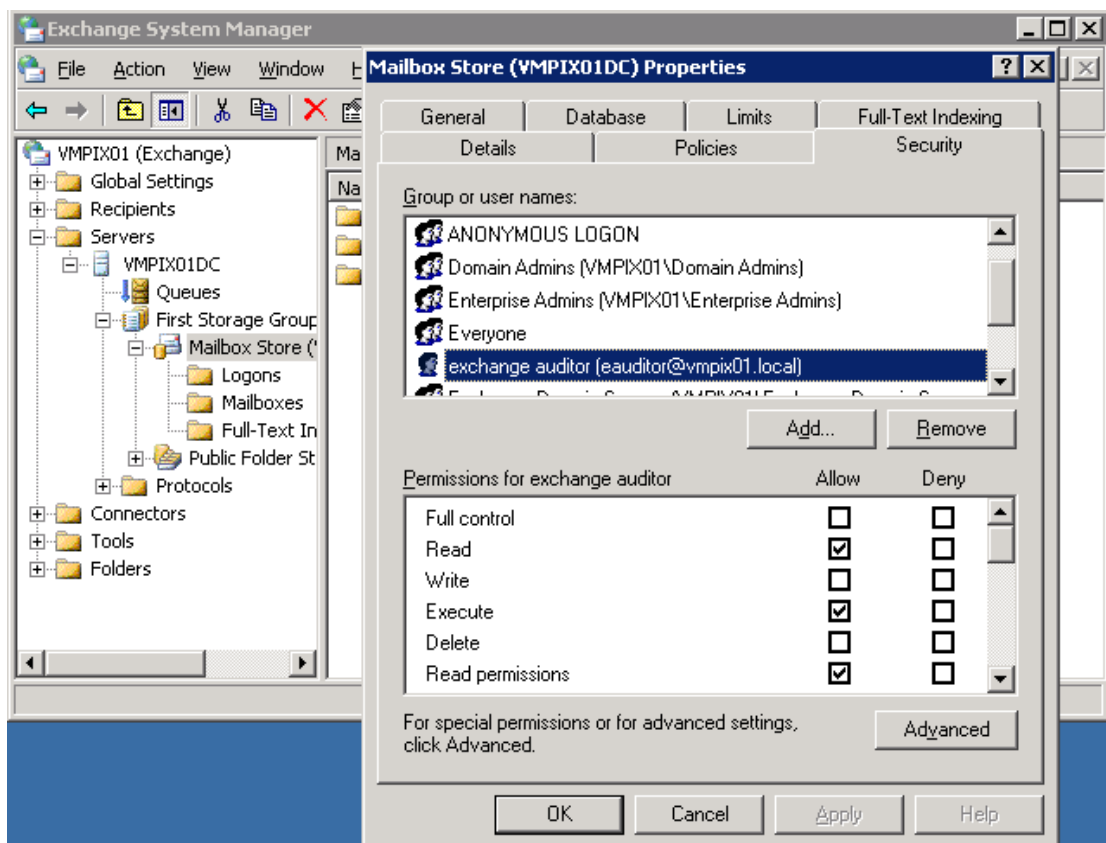 Exchange System Manager
File Action View Window
VMPIX01 (Exchange)
Global Settings
Recipients
Servers
VMPIX01DC
Queues
First Storage Group
Mailbox Store ('
Logons
Mailboxes
Full-Text In
Public Folder St
Protocols
Connectors
Tools
Folders
Ma
Na
Mailbox Store (VMPIX01DC) Properties
General Database Limits Full-Text Indexing
Details Policies Security
Group or user names:
ANONYMOUS LOGON
Domain Admins (VMPIX01\Domain Admins)
Enterprise Admins (VMPIX01\Enterprise Admins)
Everyone
exchange auditor (eauditor@vmpix01.local)
Add... Remove
Permissions for exchange auditor Allow Deny
Full control
Read
Write
Execute
Delete
Read permissions
For special permissions or for advanced settings,
click Advanced.
Advanced
OK Cancel Apply Help